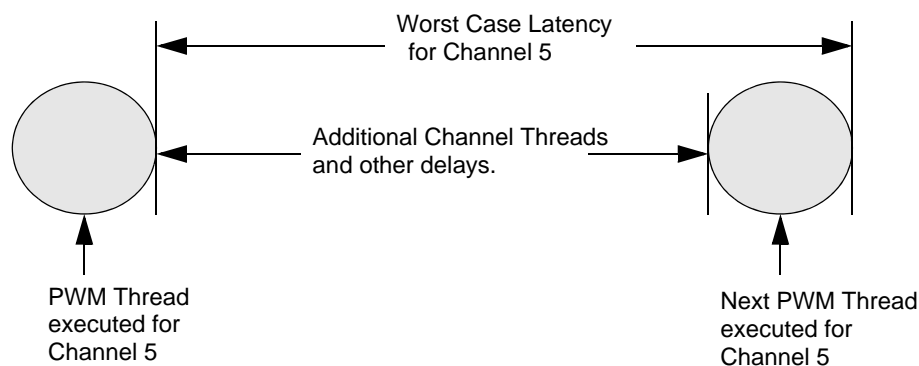 Worst Case Latency
for Channel 5
Additional Channel Threads
and other delays.
PWM Thread
executed for
Channel 5
Next PWM Thread
executed for
Channel 5